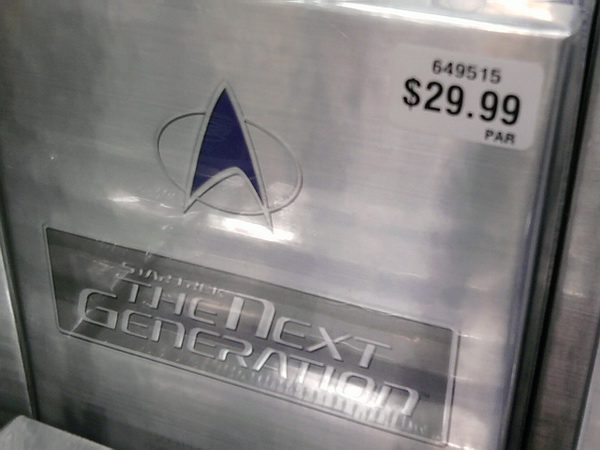 649515
$29.99
PAR
STAR TREK
THE NEXT
GENERATION